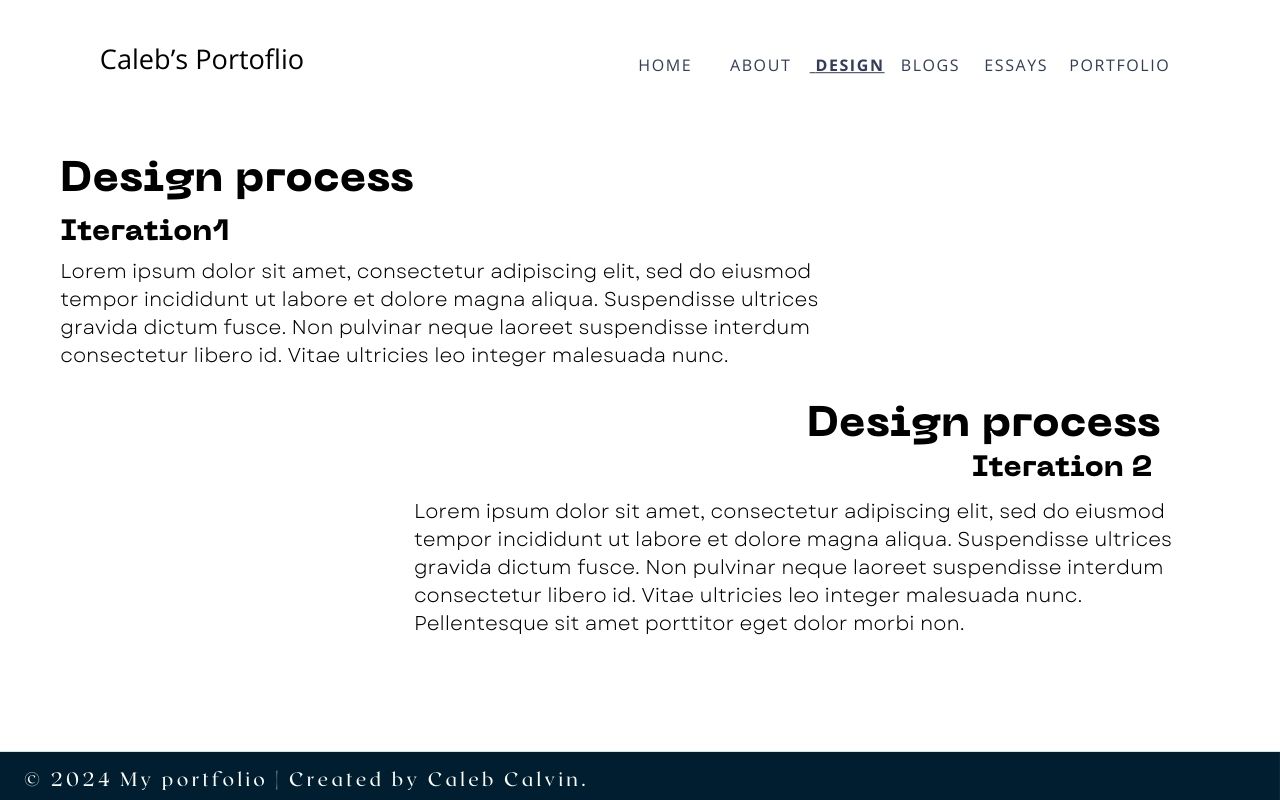 Caleb’s Portoflio
HOME ABOUT DESIGN BLOGS ESSAYS PORTFOLIO
Design process
Iteration1
Lorem ipsum dolor sit amet, consectetur adipiscing elit, sed do eiusmod
tempor incididunt ut labore et dolore magna aliqua. Suspendisse ultrices
gravida dictum fusce. Non pulvinar neque laoreet suspendisse interdum
consectetur libero id. Vitae ultricies leo integer malesuada nunc.
Design process
Iteration 2
Lorem ipsum dolor sit amet, consectetur adipiscing elit, sed do eiusmod
tempor incididunt ut labore et dolore magna aliqua. Suspendisse ultrices
gravida dictum fusce. Non pulvinar neque laoreet suspendisse interdum
consectetur libero id. Vitae ultricies leo integer malesuada nunc.
Pellentesque sit amet porttitor eget dolor morbi non.
© 2024 My portfolio | Created by Caleb Calvin.